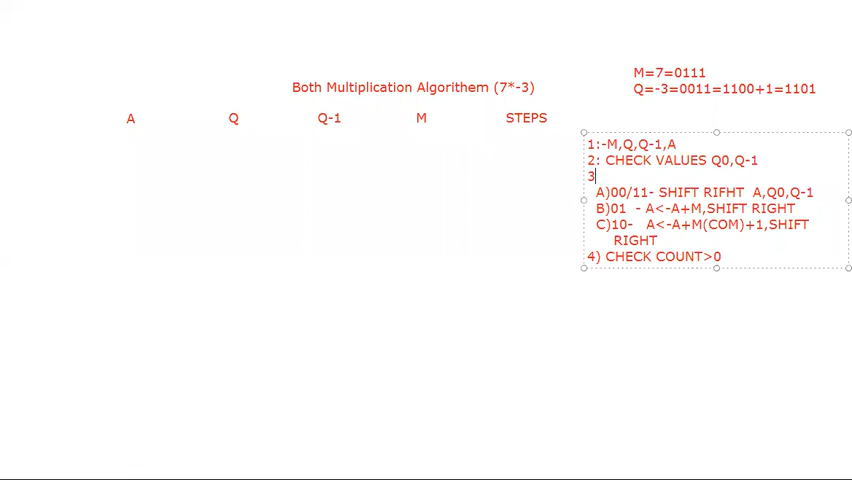 M=7=0111
Both Multiplication Algorithem (7*-3)
Q=-3=0011=1100+1=1101
A Q Q-1 M STEPS
1:-M,Q,Q-1,A
2: CHECK VALUES Q0,Q-1
3
A)00/11- SHIFT RIFHT A,Q0,Q-1
B)01 - A<-A+M,SHIFT RIGHT
C)10- A<-A+M(COM)+1,SHIFT
RIGHT
4) CHECK COUNT>0